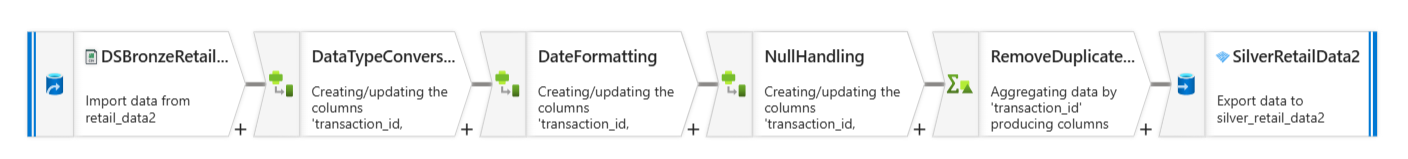 DSBronzeRetail...
Import data from
retail_data2
+
DataTypeConvers...
Creating/updating the
columns
'transaction_id,
+
DateFormatting
Creating/updating the
columns
'transaction_id,
+
NullHandling
Creating/updating the
columns
'transaction_id,
+
RemoveDuplicate...
Aggregating data by
'transaction_id'
producing columns
+
SilverRetailData2
Export data to
silver_retail_data2